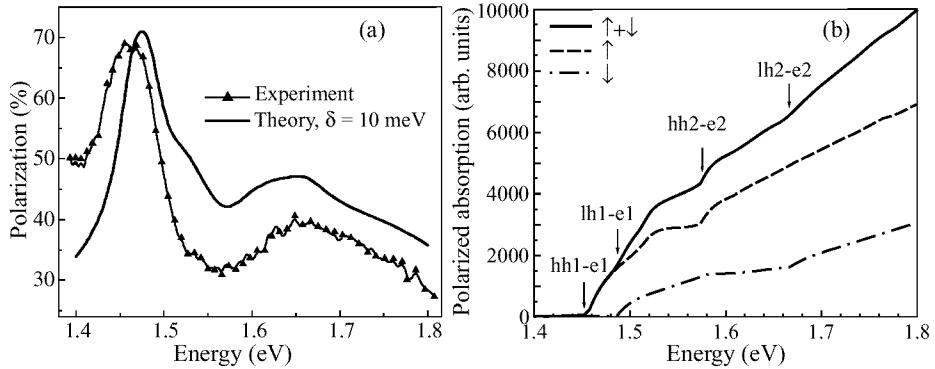 (a)
Experiment
Theory, δ = 10 meV
Polarization (%)
70
60
50
40
30
1.4
1.5
1.6
1.7
1.8
Energy (eV)
(b)
↑+↓
↑
↓
lh2-e2
hh2-e2
lh1-e1
hh1-e1
Polarized absorption (arb. units)
10000
8000
6000
4000
2000
0
1.4
1.5
1.6
1.7
1.8
Energy (eV)